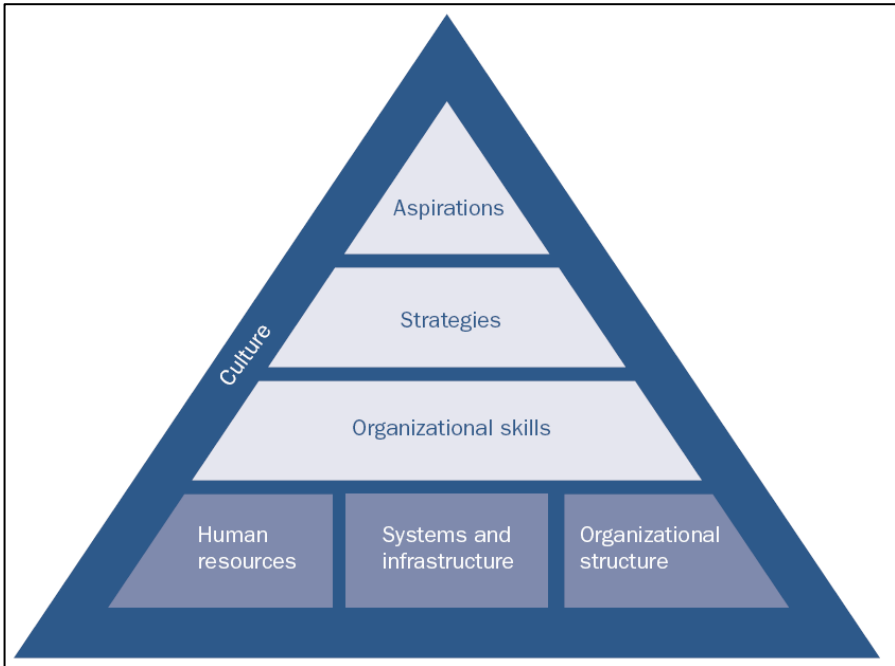 Aspirations
Strategies
Culture
Organizational skills
Human
resources
Systems and
infrastructure
Organizational
structure